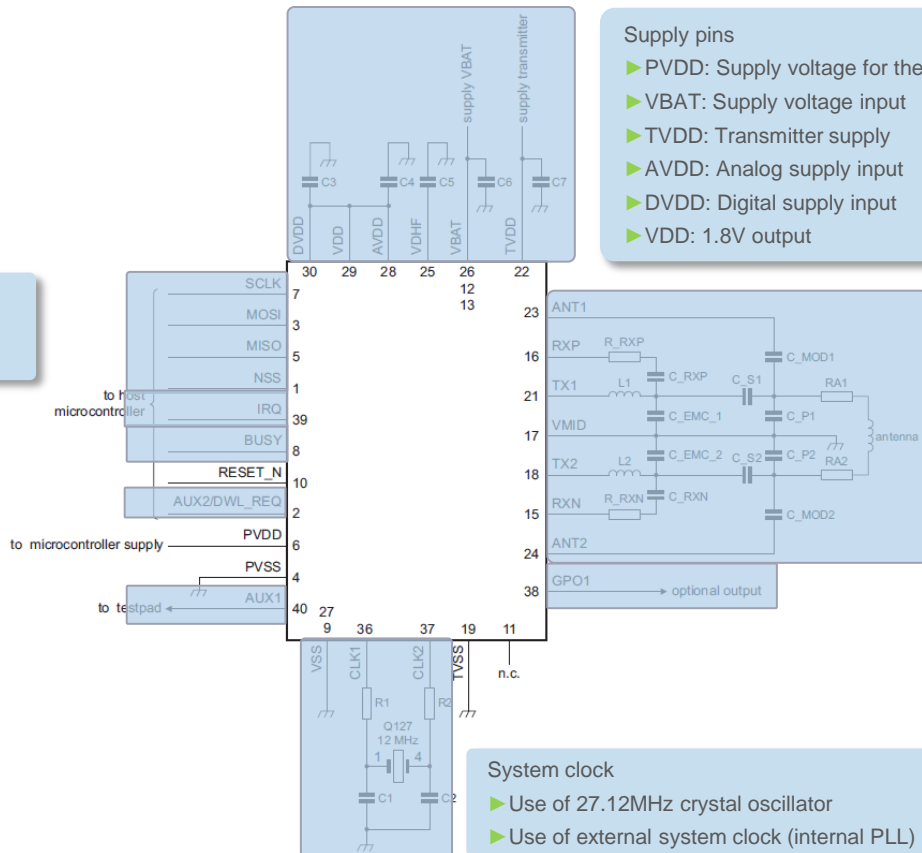 supply VBAT
supply transmitter
C3
C4
C5
C6
C7
DVDD
VDD
AVDD
VDHF
VBAT
TVDD
30
29
28
25
26
22
12
13
Supply pins
PVDD: Supply voltage for the
VBAT: Supply voltage input
TVDD: Transmitter supply
AVDD: Analog supply input
DVDD: Digital supply input
VDD: 1.8V output
SCLK
7
MOSI
3
MISO
5
NSS
1
to host
microcontroller
IRQ
39
BUSY
8
RESET_N
10
AUX2/DWL_REQ
2
PVDD
to microcontroller supply
6
PVSS
4
AUX1
to testpad
40
23
ANT1
C_MOD1
16
RXP
R_RXP
C_RXP
21
TX1
L1
C_S1
RA1
17
VMID
C_EMC_1
C_P1
antenna
C_EMC_2
C_P2
18
TX2
L2
C_S2
RA2
15
RXN
R_RXN
C_RXN
C_MOD2
24
ANT2
38
GPO1
optional output
27
9
36
37
19
11
VSS
CLK1
CLK2
TVSS
n.c.
R1
R2
Q127
12 MHz
1
4
C1
C2
System clock
Use of 27.12MHz crystal oscillator
Use of external system clock (internal PLL)